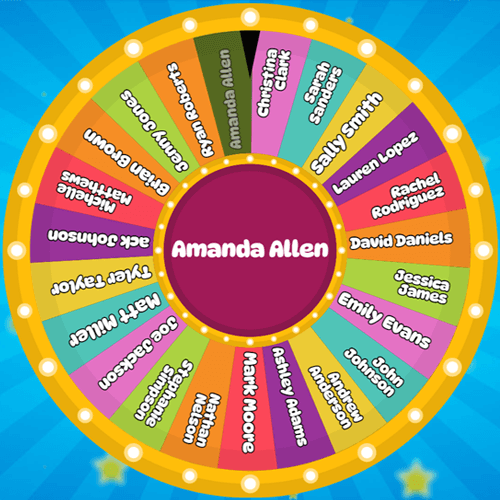 Amanda Allen
Christina
Clark
Sarah
Sanders
Sally Smith
Lauren Lopez
Rachel
Rodriguez
David Daniels
Jessica
James
Emily Evans
John
Johnson
Andrew
Anderson
Ashley Adams
Mark Moore
Nathan
Nelson
Stephanie
Simpson
Joe Jackson
Matt Miller
Tyler Taylor
ack Johnson
Michelle
Matthews
Brian Brown
Jenny Jones
Ryan Roberts
Amanda Allen